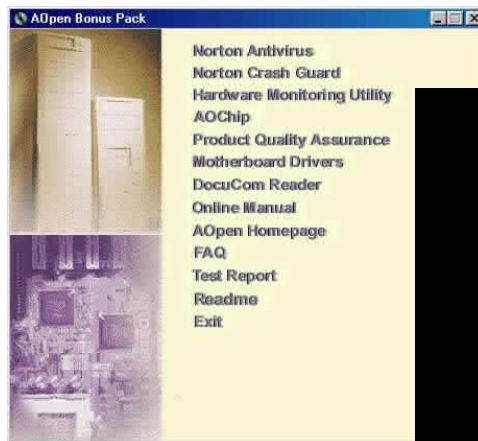 AOpen Bonus Pack
Norton Antivirus
Norton Crash Guard
Hardware Monitoring Utility
AOChip
Product Quality Assurance
Motherboard Drivers
DocuCom Reader
Online Manual
AOpen Homepage
FAQ
Test Report
Readme
Exit